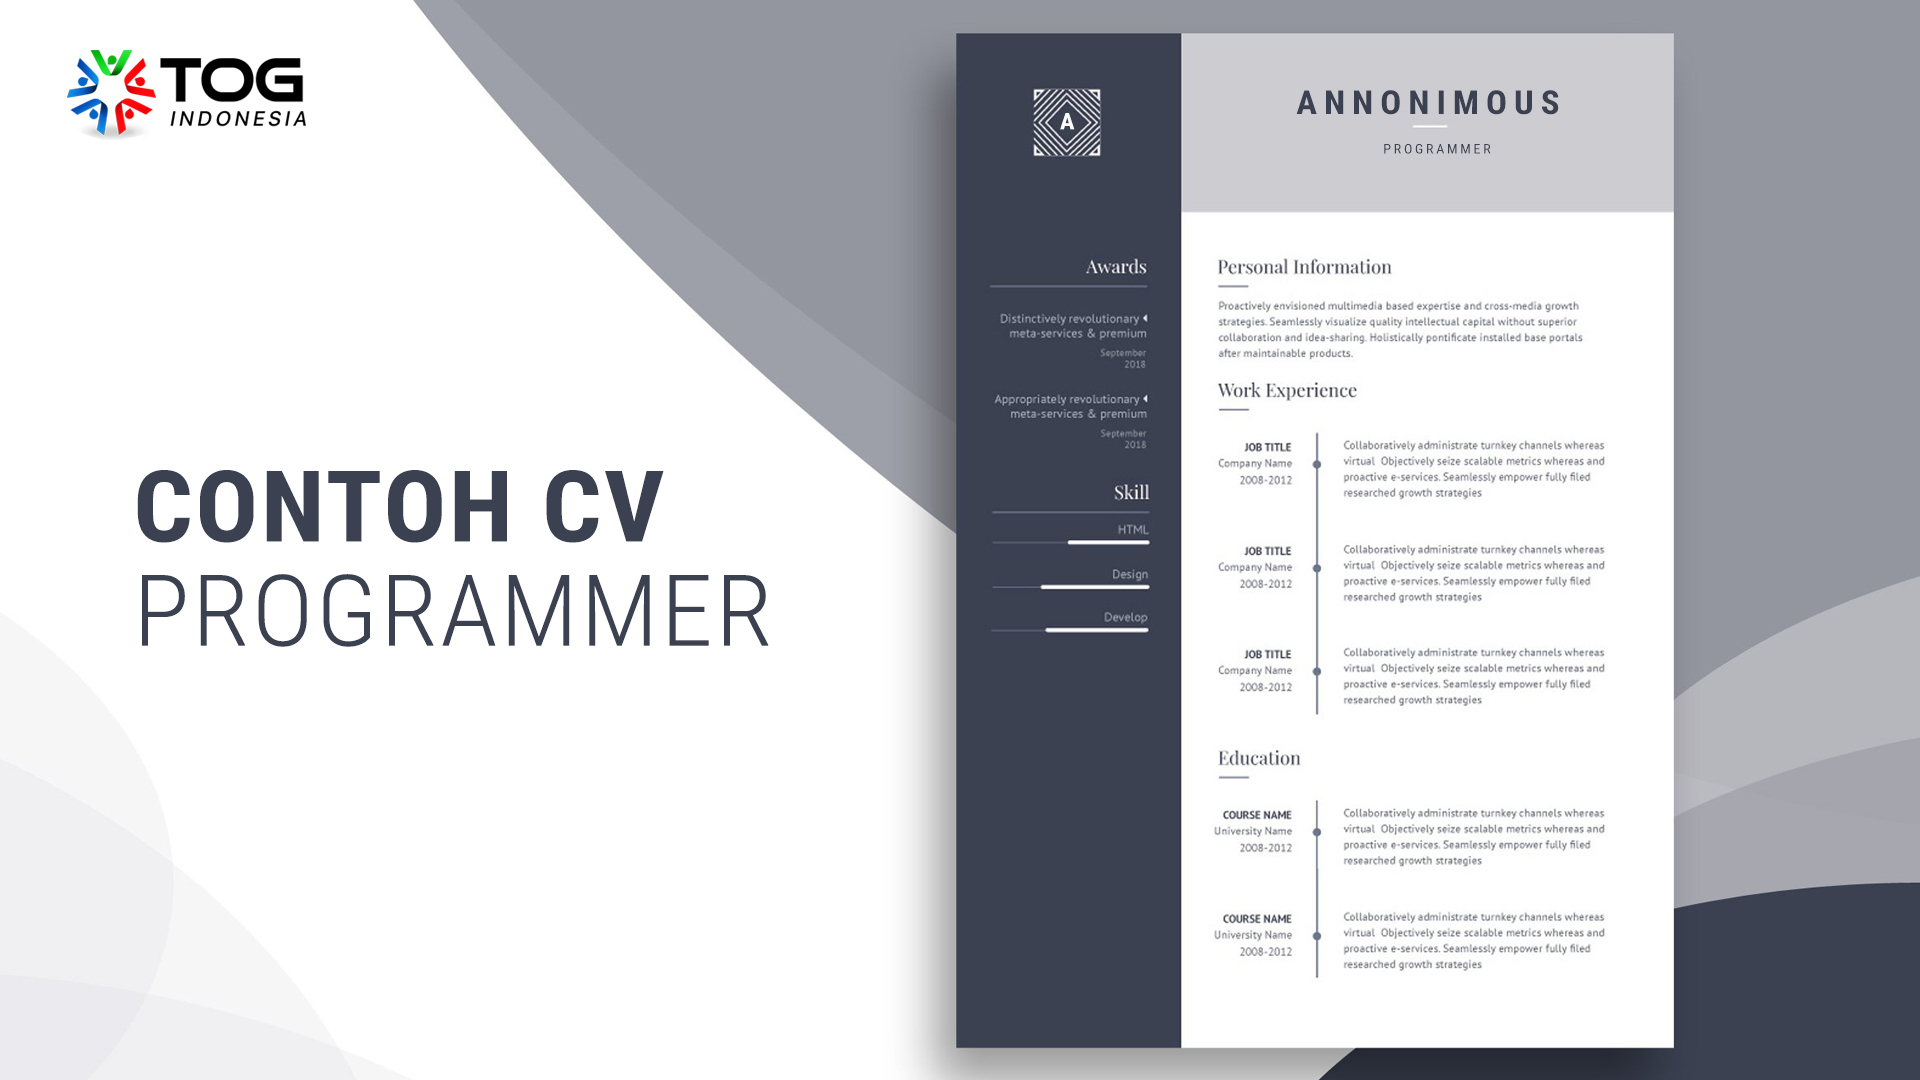 TOG
INDONESIA
CONTOH CV
PROGRAMMER
A
ANNONIMOUS
PROGRAMMER
Awards
Distinctively revolutionary
meta-services & premium
September
2018
Appropriately revolutionary
meta-services & premium
September
2018
Skill
HTML
Design
Develop
Personal Information
Proactively envisioned multimedia based expertise and cross-media growth
strategies. Seamlessly visualize quality intellectual capital without superior
collaboration and idea-sharing. Holistically pontificate installed base portals
after maintainable products.
Work Experience
JOB TITLE
Company Name
2008-2012
Collaboratively administrate turnkey channels whereas
virtual Objectively seize scalable metrics whereas and
proactive e-services. Seamlessly empower fully filed
researched growth strategies
JOB TITLE
Company Name
2008-2012
Collaboratively administrate turnkey channels whereas
virtual Objectively seize scalable metrics whereas and
proactive e-services. Seamlessly empower fully filed
researched growth strategies
JOB TITLE
Company Name
2008-2012
Collaboratively administrate turnkey channels whereas
virtual Objectively seize scalable metrics whereas and
proactive e-services. Seamlessly empower fully filed
researched growth strategies
Education
COURSE NAME
University Name
2008-2012
Collaboratively administrate turnkey channels whereas
virtual Objectively seize scalable metrics whereas and
proactive e-services. Seamlessly empower fully filed
researched growth strategies
COURSE NAME
University Name
2008-2012
Collaboratively administrate turnkey channels whereas
virtual Objectively seize scalable metrics whereas and
proactive e-services. Seamlessly empower fully filed
researched growth strategies